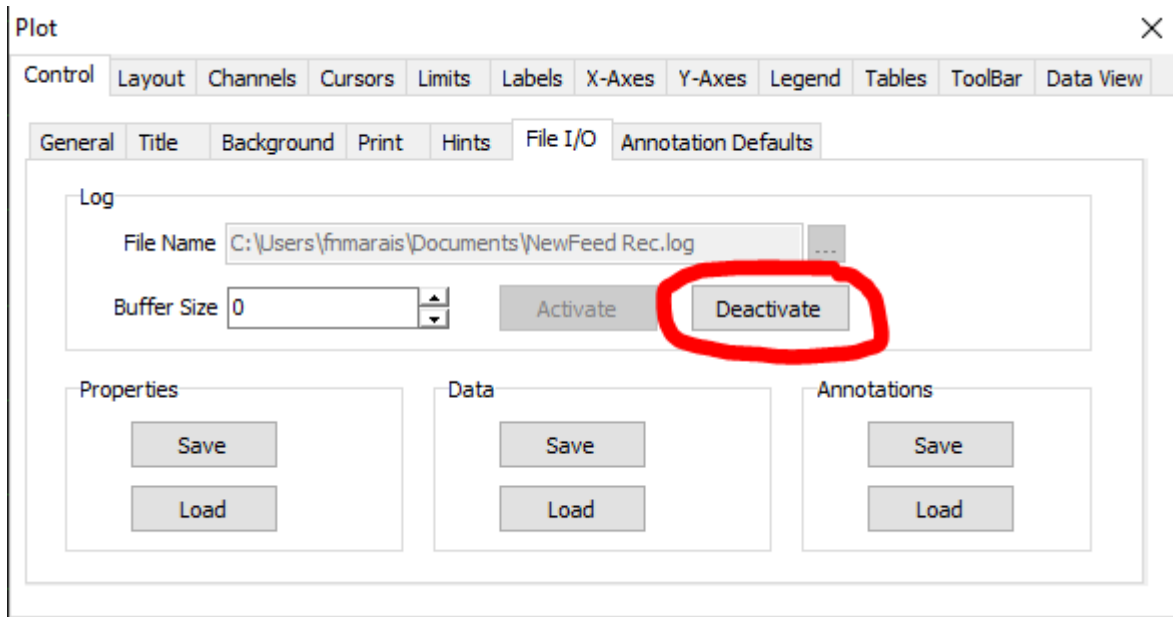 Plot
Control Layout Channels Cursors Limits Labels X-Axes Y-Axes Legend Tables ToolBar Data View
General Title Background Print Hints File I/O Annotation Defaults
Log
File Name C:\Users\fnmarais\Documents\NewFeed Rec.log ...
Buffer Size 0 Activate Deactivate
Properties Data Annotations
Save Save Save
Load Load Load